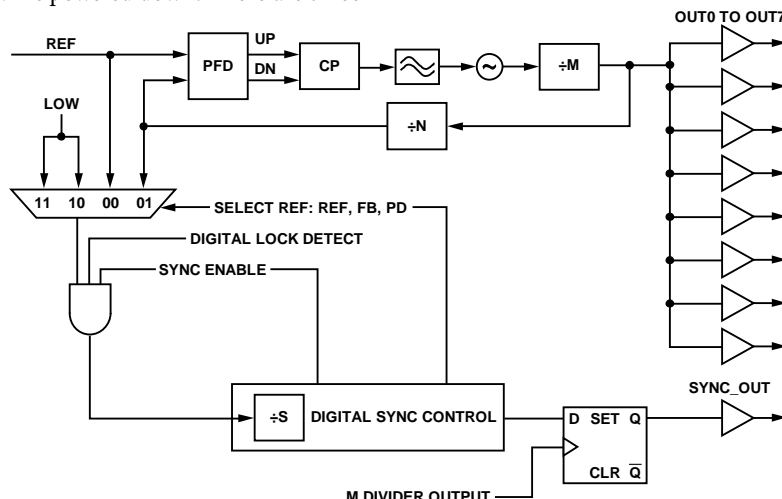 OUT0 TO OUT7
REF
UP
PFD
DN
CP
÷M
LOW
÷N
11 10 00 01
SELECT REF: REF, FB, PD
DIGITAL LOCK DETECT
SYNC ENABLE
SYNC_OUT
÷S
DIGITAL SYNC CONTROL
D SET Q
CLR Q̅
M DIVIDER OUTPUT